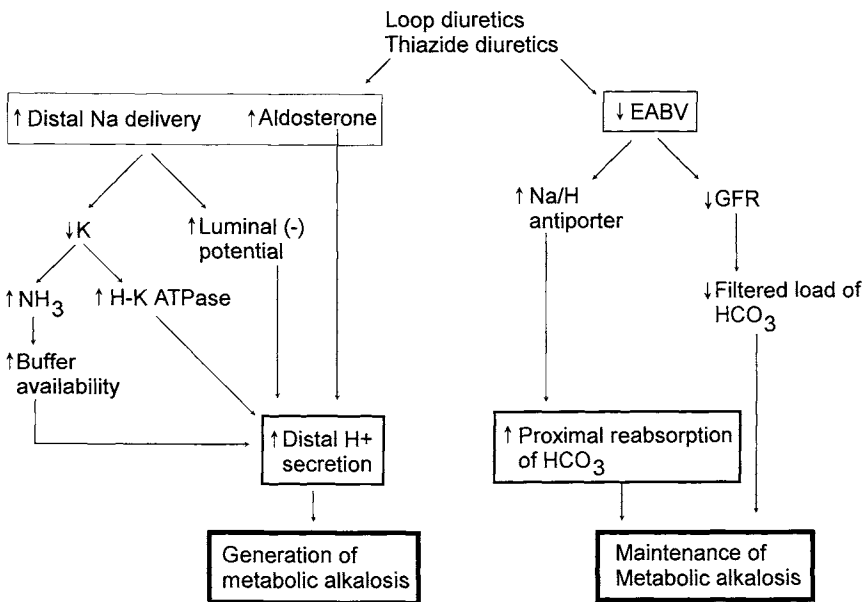 Loop diuretics
Thiazide diuretics
↑ Distal Na delivery ↑ Aldosterone
↓ EABV
↓K
↑ Luminal (-)
potential
↑ Na/H
antiporter
↓GFR
↑ NH3
↑ H-K ATPase
↓ Filtered load of
HCO3
↑ Buffer
availability
↑ Distal H+
secretion
↑ Proximal reabsorption
of HCO3
Generation of
metabolic alkalosis
Maintenance of
Metabolic alkalosis